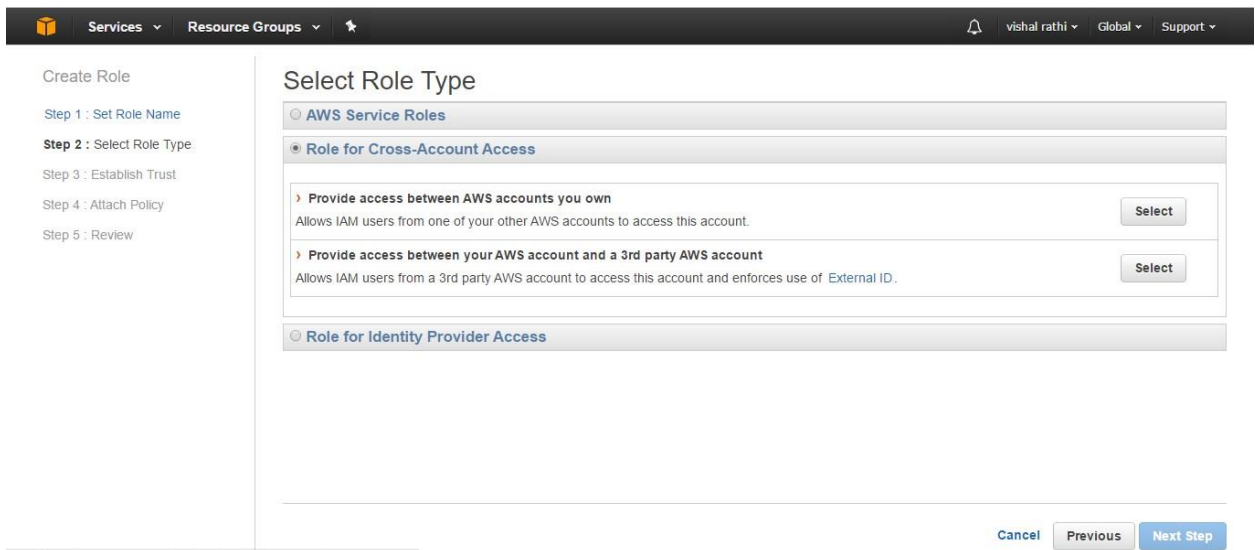 Services Resource Groups vishal rathi Global Support
Create Role
Step 1 : Set Role Name
Step 2 : Select Role Type
Step 3 : Establish Trust
Step 4 : Attach Policy
Step 5 : Review
Select Role Type
AWS Service Roles
Role for Cross-Account Access
Provide access between AWS accounts you own
Allows IAM users from one of your other AWS accounts to access this account.
Select
Provide access between your AWS account and a 3rd party AWS account
Allows IAM users from a 3rd party AWS account to access this account and enforces use of External ID.
Select
Role for Identity Provider Access
Cancel Previous Next Step